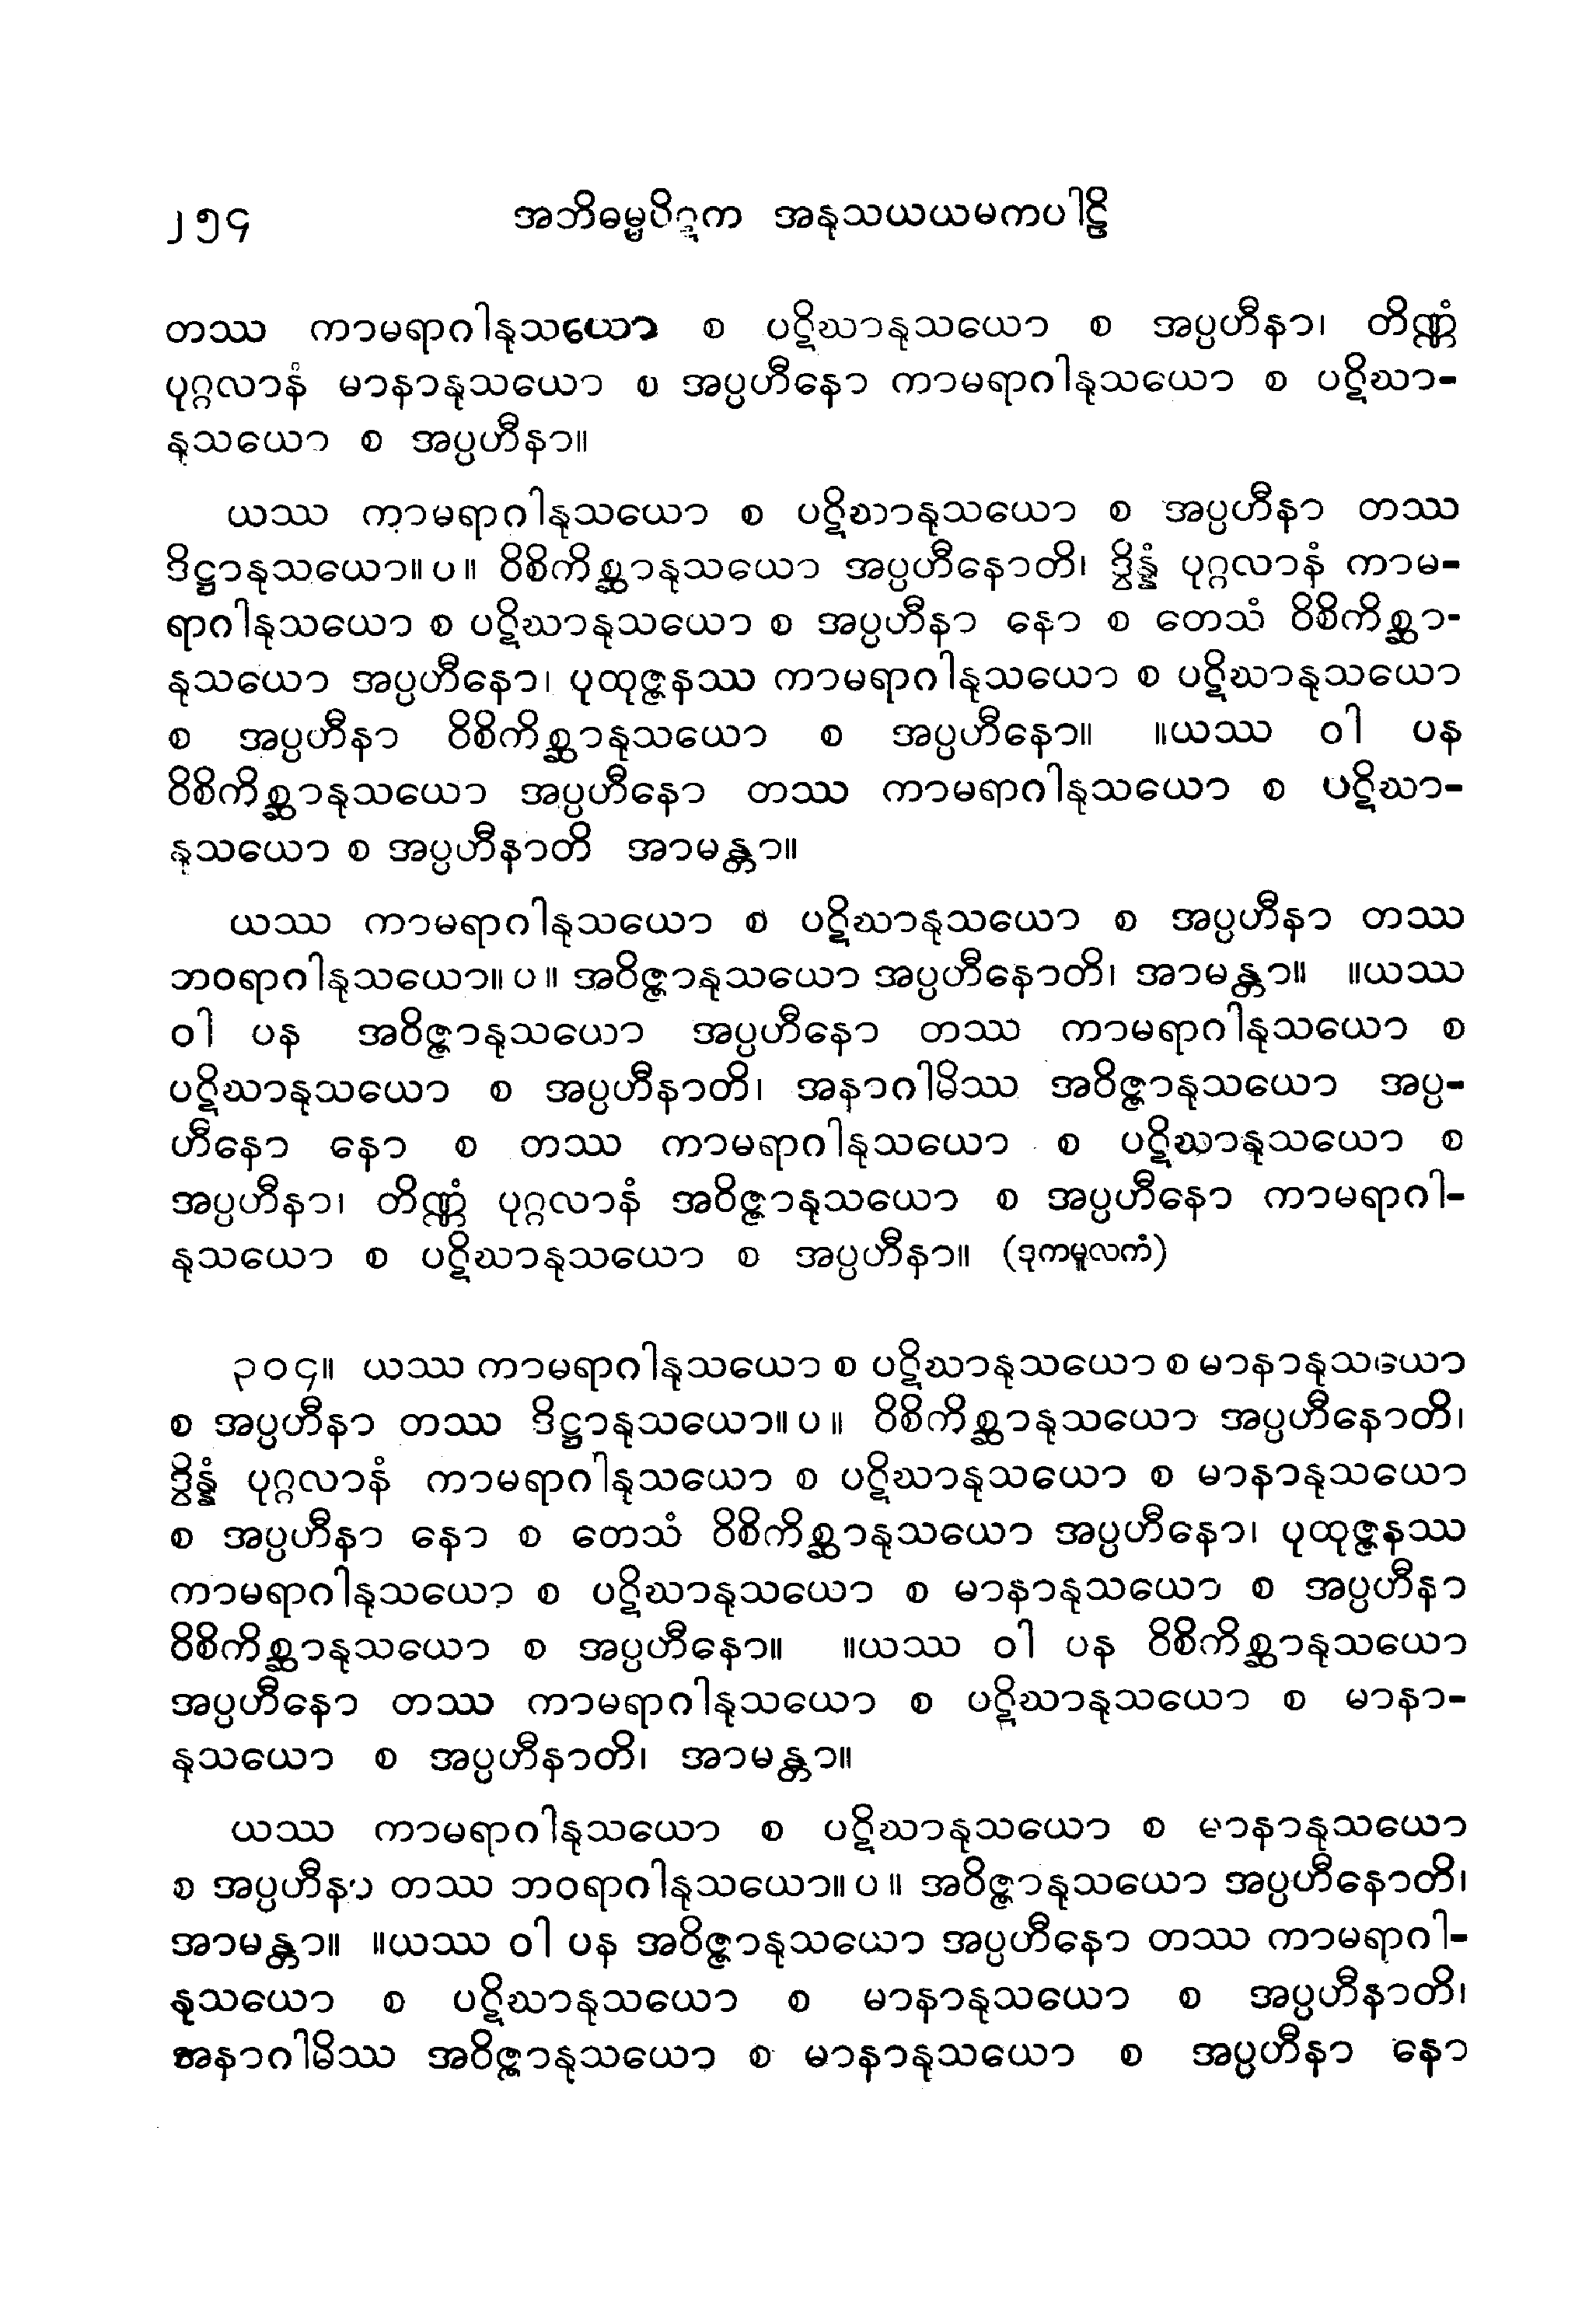 ၂၅၄ အဘိဓမ္မပိဋက အနုသယယမကပါဠိ
တဿ ကာမရာဂါနုသယော စ ပဋိဃာနုသယော စ အပ္ပဟီနာ၊ တိဏ္ဏံ
ပုဂ္ဂလာနံ မာနာနုသယော စ အပ္ပဟီနော ကာမရာဂါနုသယော စ ပဋိဃာ-
နုသယော စ အပ္ပဟီနာ။
ယဿ ကာမရာဂါနုသယော စ ပဋိဃာနုသယော စ အပ္ပဟီနာ တဿ
ဒိဋ္ဌာနုသယော။ ပ ။ ဝိစိကိစ္ဆာနုသယော အပ္ပဟီနောတိ၊ ဒွိန္နံ ပုဂ္ဂလာနံ ကာမ-
ရာဂါနုသယော စ ပဋိဃာနုသယော စ အပ္ပဟီနာ နော စ တေသံ ဝိစိကိစ္ဆာ-
နုသယော အပ္ပဟီနော၊ ပုထုဇ္ဇနဿ ကာမရာဂါနုသယော စ ပဋိဃာနုသယော
စ အပ္ပဟီနာ ဝိစိကိစ္ဆာနုသယော စ အပ္ပဟီနော။ ။ယဿ ဝါ ပန
ဝိစိကိစ္ဆာနုသယော အပ္ပဟီနော တဿ ကာမရာဂါနုသယော စ ပဋိဃာ-
နုသယော စ အပ္ပဟီနာတိ အာမန္တာ။
ယဿ ကာမရာဂါနုသယော စ ပဋိဃာနုသယော စ အပ္ပဟီနာ တဿ
ဘဝရာဂါနုသယော။ ပ ။ အဝိဇ္ဇာနုသယော အပ္ပဟီနောတိ၊ အာမန္တာ။ ။ယဿ
ဝါ ပန အဝိဇ္ဇာနုသယော အပ္ပဟီနော တဿ ကာမရာဂါနုသယော စ
ပဋိဃာနုသယော စ အပ္ပဟီနာတိ၊ အနာဂါမိဿ အဝိဇ္ဇာနုသယော အပ္ပ-
ဟီနော နော စ တဿ ကာမရာဂါနုသယော စ ပဋိဃာနုသယော စ
အပ္ပဟီနာ၊ တိဏ္ဏံ ပုဂ္ဂလာနံ အဝိဇ္ဇာနုသယော စ အပ္ပဟီနော ကာမရာဂါ-
နုသယော စ ပဋိဃာနုသယော စ အပ္ပဟီနာ။ (ဒုကမူလကံ)
၃၀၄။ ယဿ ကာမရာဂါနုသယော စ ပဋိဃာနုသယော စ မာနာနုသယော
စ အပ္ပဟီနာ တဿ ဒိဋ္ဌာနုသယော။ ပ ။ ဝိစိကိစ္ဆာနုသယော အပ္ပဟီနောတိ၊
ဒွိန္နံ ပုဂ္ဂလာနံ ကာမရာဂါနုသယော စ ပဋိဃာနုသယော စ မာနာနုသယော
စ အပ္ပဟီနာ နော စ တေသံ ဝိစိကိစ္ဆာနုသယော အပ္ပဟီနော၊ ပုထုဇ္ဇနဿ
ကာမရာဂါနုသယော စ ပဋိဃာနုသယော စ မာနာနုသယော စ အပ္ပဟီနာ
ဝိစိကိစ္ဆာနုသယော စ အပ္ပဟီနော။ ။ယဿ ဝါ ပန ဝိစိကိစ္ဆာနုသယော
အပ္ပဟီနော တဿ ကာမရာဂါနုသယော စ ပဋိဃာနုသယော စ မာနာ-
နုသယော စ အပ္ပဟီနာတိ၊ အာမန္တာ။
ယဿ ကာမရာဂါနုသယော စ ပဋိဃာနုသယော စ မာနာနုသယော
စ အပ္ပဟီနာ တဿ ဘဝရာဂါနုသယော။ ပ ။ အဝိဇ္ဇာနုသယော အပ္ပဟီနောတိ၊
အာမန္တာ။ ။ယဿ ဝါ ပန အဝိဇ္ဇာနုသယော အပ္ပဟီနော တဿ ကာမရာဂါ-
နုသယော စ ပဋိဃာနုသယော စ မာနာနုသယော စ အပ္ပဟီနာတိ၊
အနာဂါမိဿ အဝိဇ္ဇာနုသယော စ မာနာနုသယော စ အပ္ပဟီနာ နော